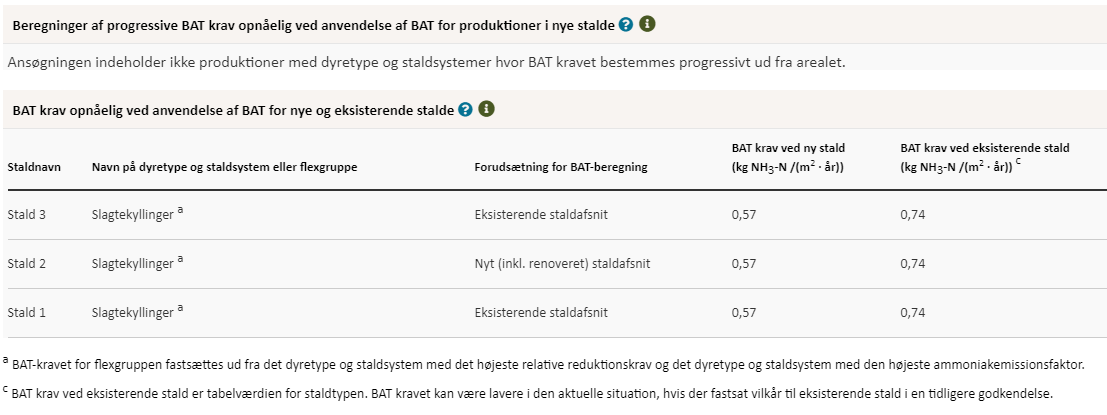 Beregninger af progressive BAT krav opnåelig ved anvendelse af BAT for produktioner i nye stalde ? i
Ansøgningen indeholder ikke produktioner med dyretype og staldsystemer hvor BAT kravet bestemmes progressivt ud fra arealet.
BAT krav opnåelig ved anvendelse af BAT for nye og eksisterende stalde ? i
Staldnavn Navn på dyretype og staldsystem eller flexgruppe Forudsætning for BAT-beregning BAT krav ved ny stald (kg NH3-N /(m² · år)) BAT krav ved eksisterende stald (kg NH3-N /(m² · år)) c
Stald 3 Slagtekyllinger a Eksisterende staldafsnit 0,57 0,74
Stald 2 Slagtekyllinger a Nyt (inkl. renoveret) staldafsnit 0,57 0,74
Stald 1 Slagtekyllinger a Eksisterende staldafsnit 0,57 0,74
a BAT-kravet for flexgruppen fastsættes ud fra det dyretype og staldsystem med det højeste relative reduktionskrav og det dyretype og staldsystem med den højeste ammoniakemissionsfaktor.
c BAT krav ved eksisterende stald er tabelværdien for staldtypen. BAT kravet kan være lavere i den aktuelle situation, hvis der fastsat vilkår til eksisterende stald i en tidligere godkendelse.